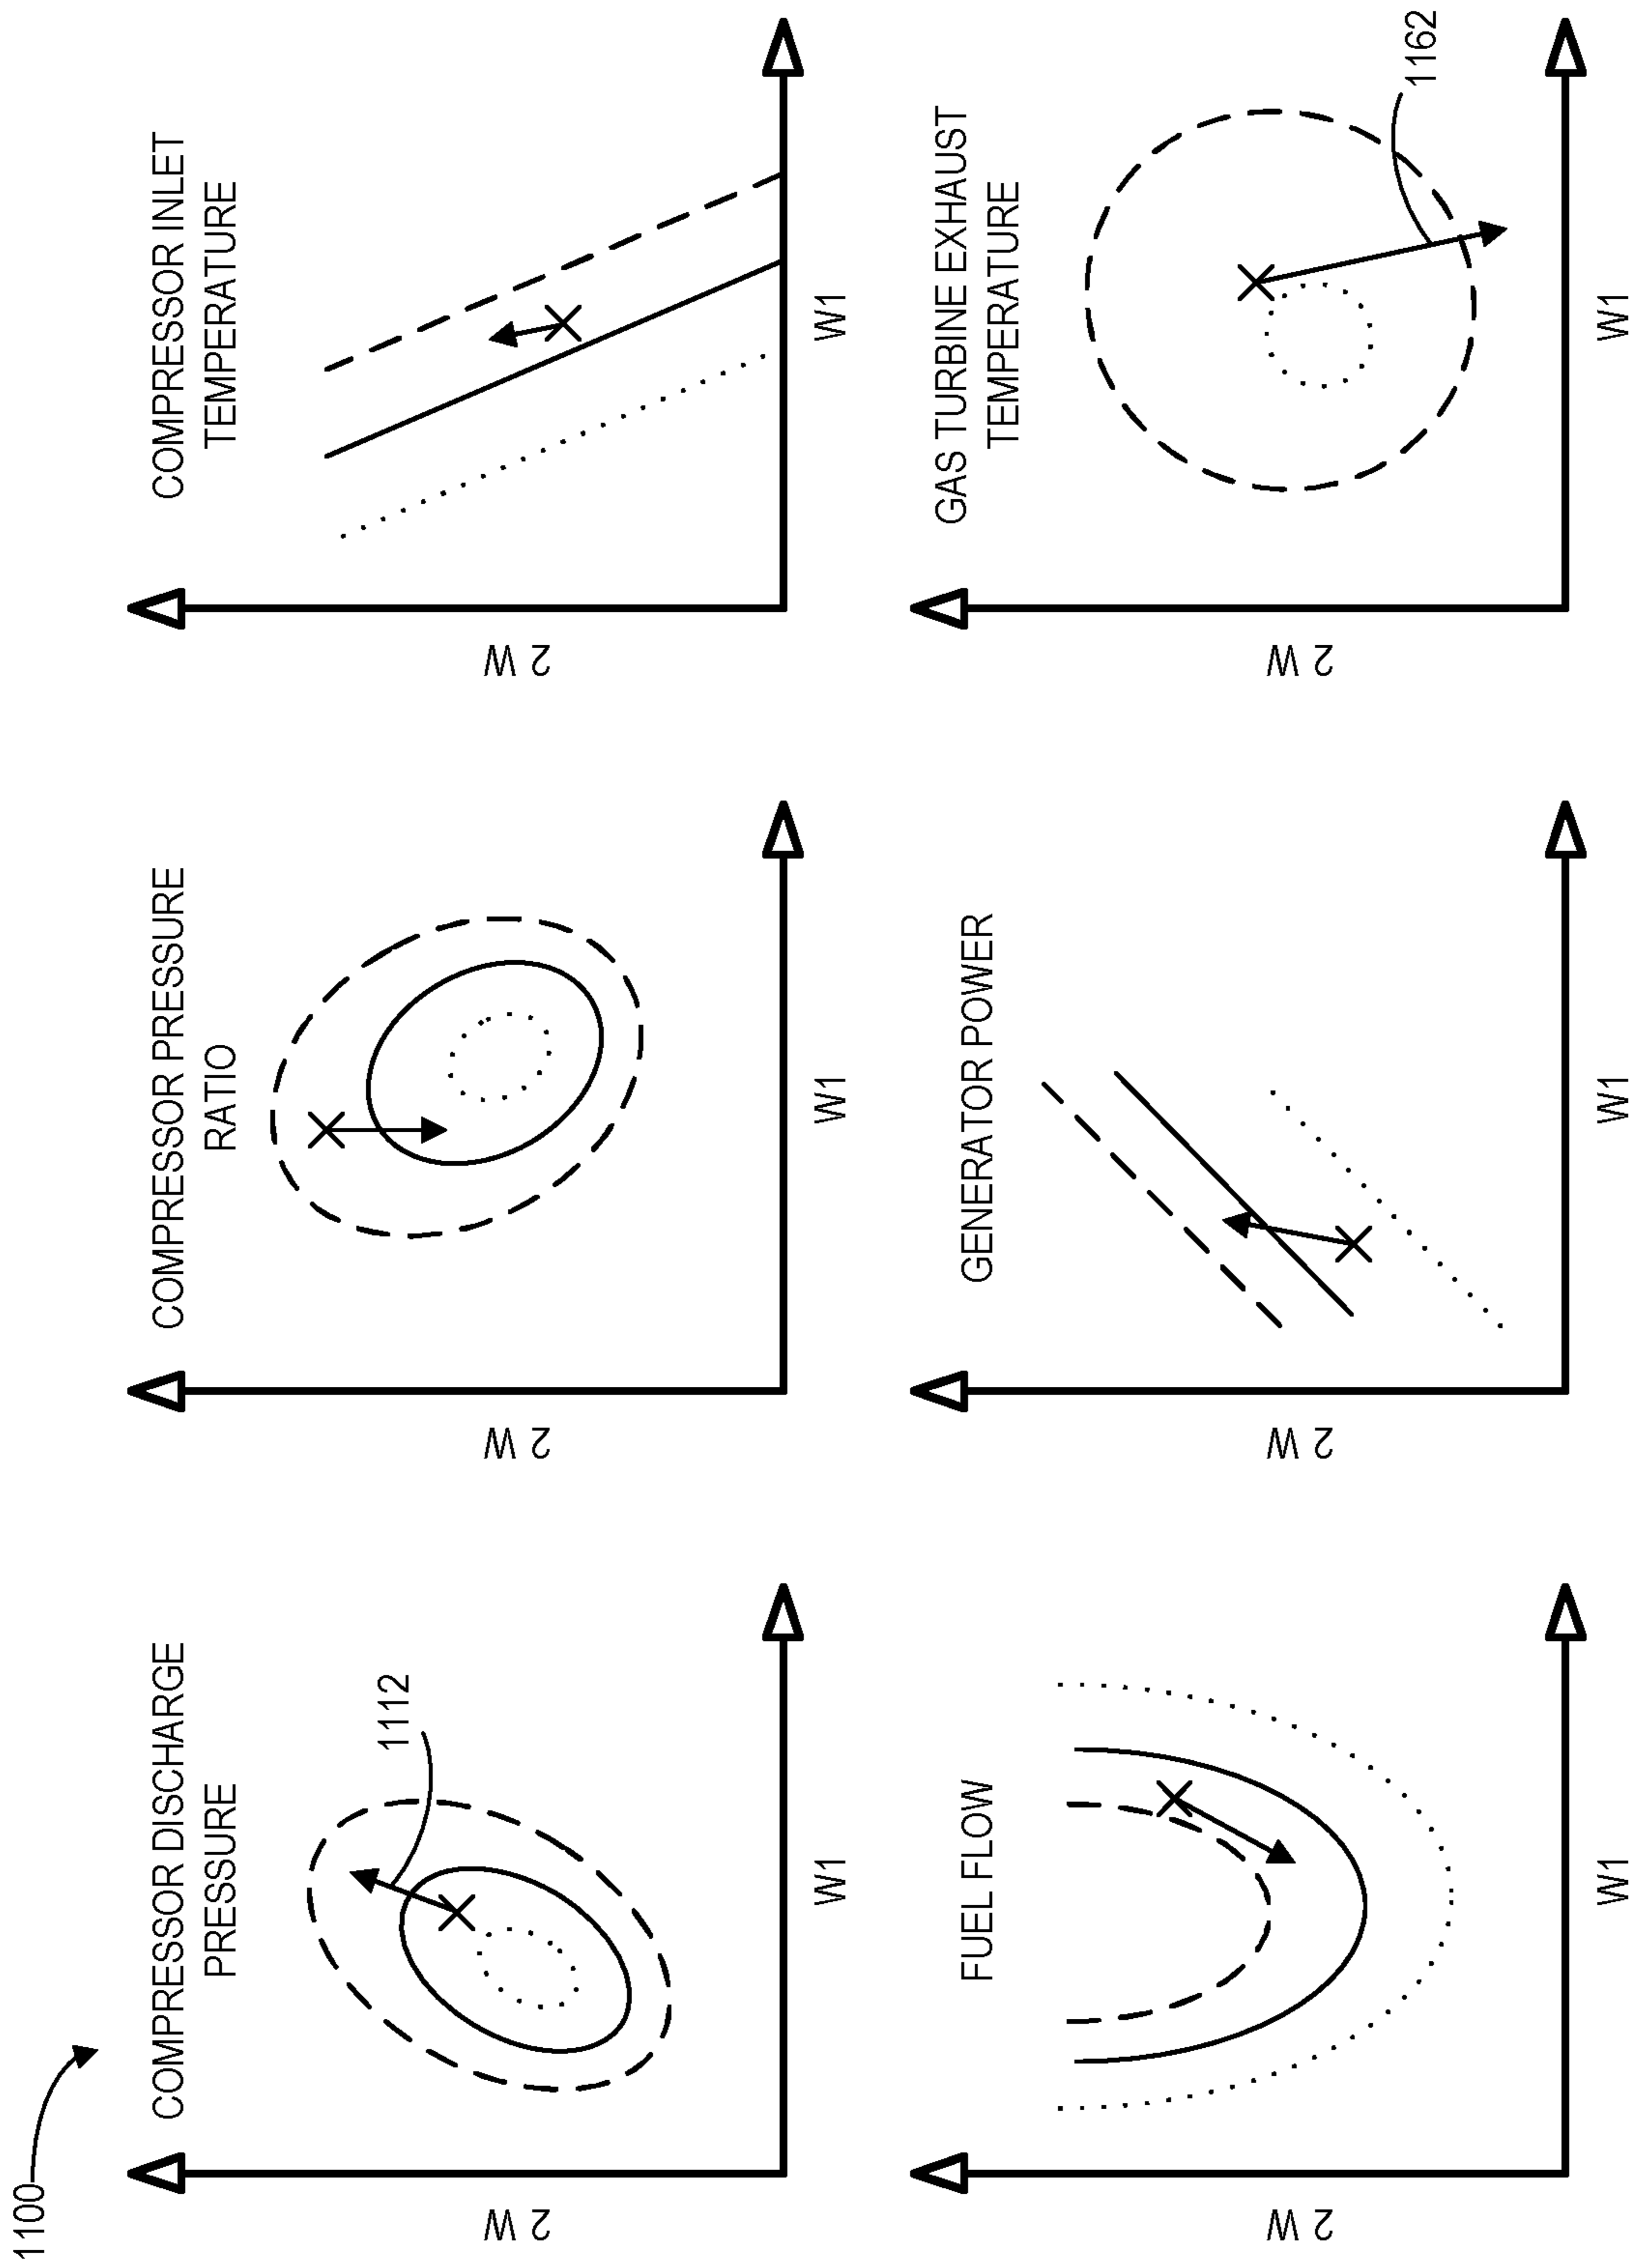 1100
COMPRESSOR DISCHARGE
PRESSURE
1112
2 W
W1
COMPRESSOR PRESSURE
RATIO
2 W
W1
COMPRESSOR INLET
TEMPERATURE
2 W
W1
FUEL FLOW
2 W
W1
GENERATOR POWER
2 W
W1
GAS TURBINE EXHAUST
TEMPERATURE
1162
2 W
W1